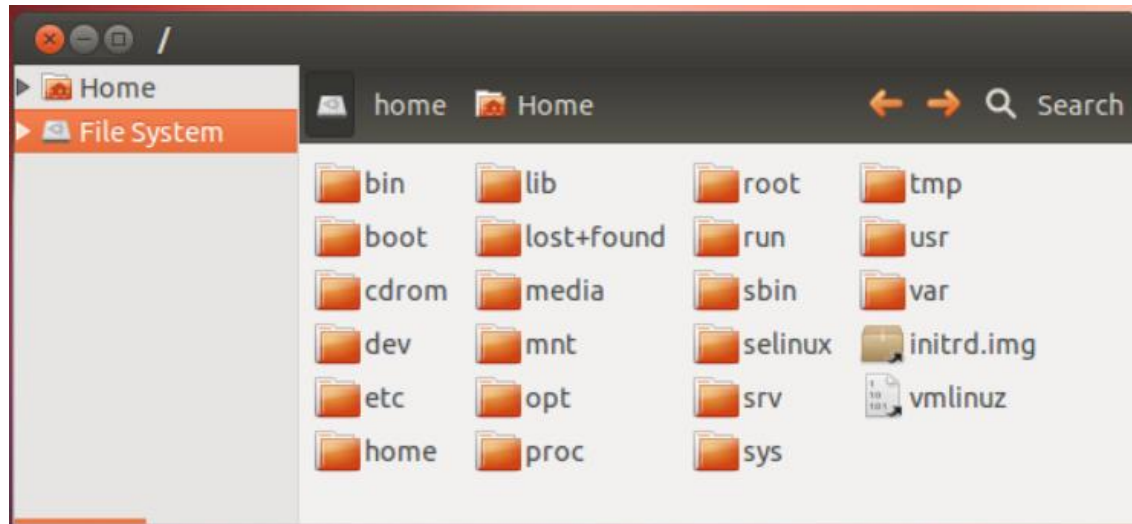 /
Home
File System
home Home Search
bin lib root tmp
boot lost+found run usr
cdrom media sbin var
dev mnt selinux initrd.img
etc opt srv vmlinuz
home proc sys